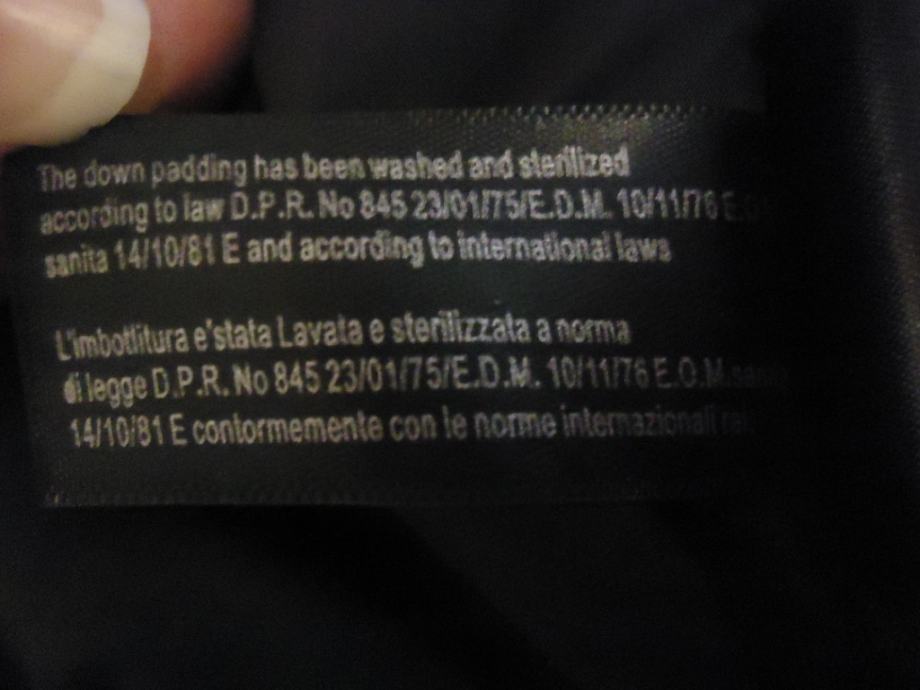 The down padding has been washed and sterilized
according to law D.P.R. No 845 23/01/75/E.D.M. 10/11/76
sanita 14/10/81 E and according to international laws
L'imbotlitura e'stata Lavata e sterilizzata a norma
di legge D.P.R. No 845 23/01/75/E.D.M. 10/11/76 E.O.M.
14/10/81 E contormemente con le norme internazionali